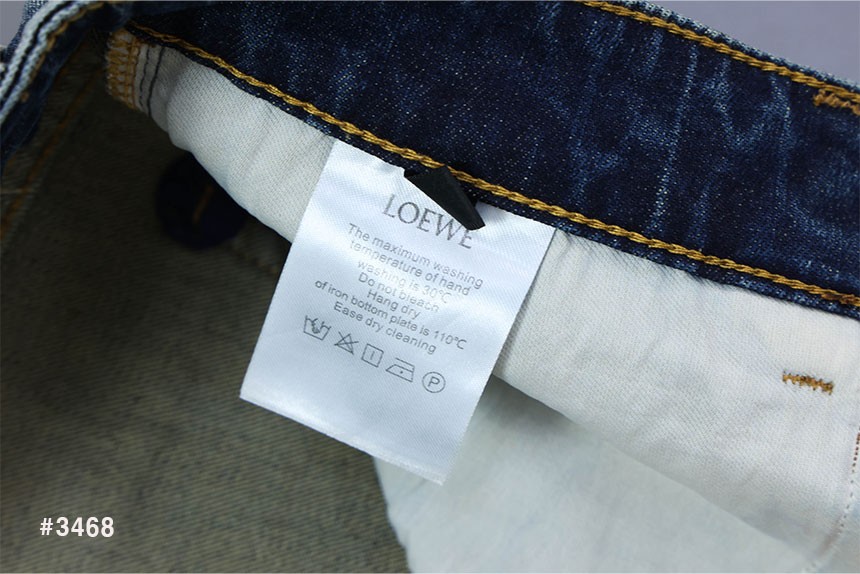 LOEWE
The maximum washing
temperature of hand
washing is 30℃
Do not bleach
Hang dry
of iron bottom plate is 110℃
Ease dry cleaning
P
#3468